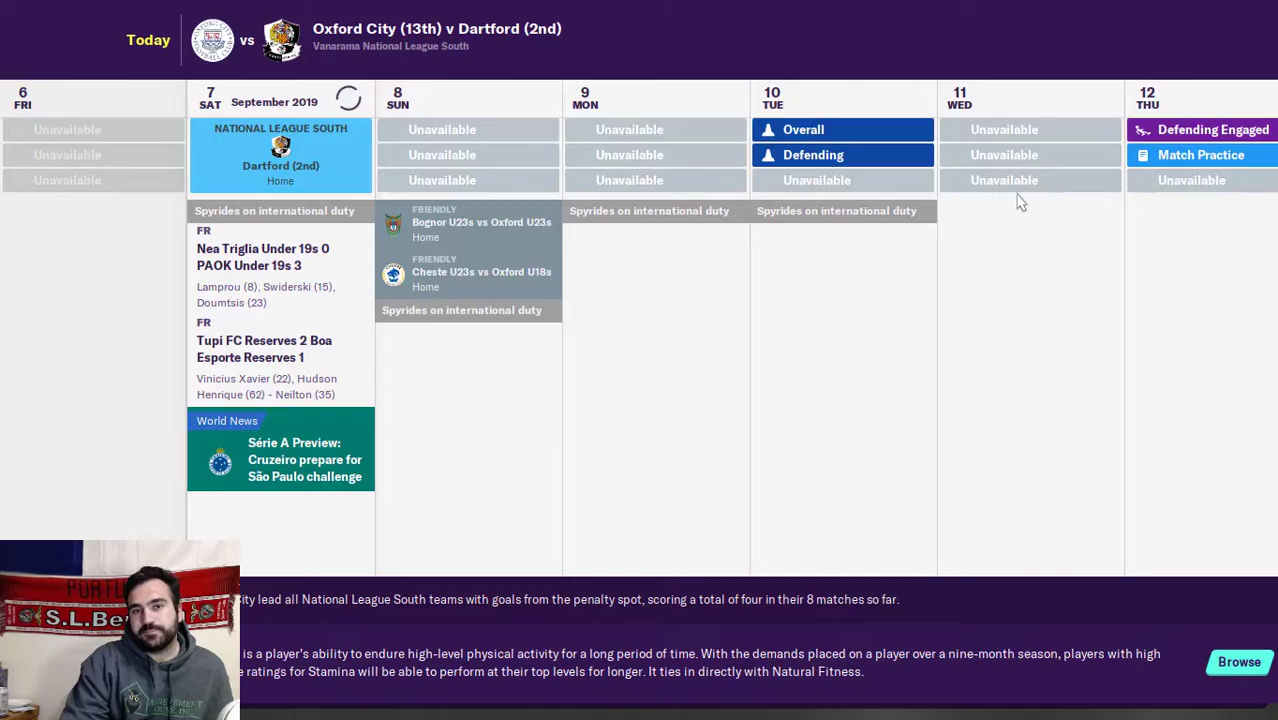 Today
vs
Oxford City (13th) v Dartford (2nd)
Vanarama National League South
6
FRI
7
SAT
September 2019
8
SUN
9
MON
10
TUE
11
WED
12
THU
Unavailable
Unavailable
Unavailable
NATIONAL LEAGUE SOUTH
Dartford (2nd)
Home
Unavailable
Unavailable
Unavailable
Unavailable
Unavailable
Unavailable
Overall
Defending
Unavailable
Unavailable
Unavailable
Unavailable
Defending Engaged
Match Practice
Unavailable
Spyrides on international duty
FR
Nea Triglia Under 19s 0
PAOK Under 19s 3
Lamprou (8), Swiderski (15),
Doumtsis (23)
FR
Tupi FC Reserves 2 Boa
Esporte Reserves 1
Vinicius Xavier (22), Hudson
Henrique (62) - Neilton (35)
World News
Série A Preview:
Cruzeiro prepare for
São Paulo challenge
FRIENDLY
Bognor U23s vs Oxford U23s
Home
FRIENDLY
Cheste U23s vs Oxford U18s
Home
Spyrides on international duty
Spyrides on international duty
Spyrides on international duty
City lead all National League South teams with goals from the penalty spot, scoring a total of four in their 8 matches so far.
is a player's ability to endure high-level physical activity for a long period of time. With the demands placed on a player over a nine-month season, players with high
ratings for Stamina will be able to perform at their top levels for longer. It ties in directly with Natural Fitness.
Browse
S.L.Be
ACHIEVEMENT